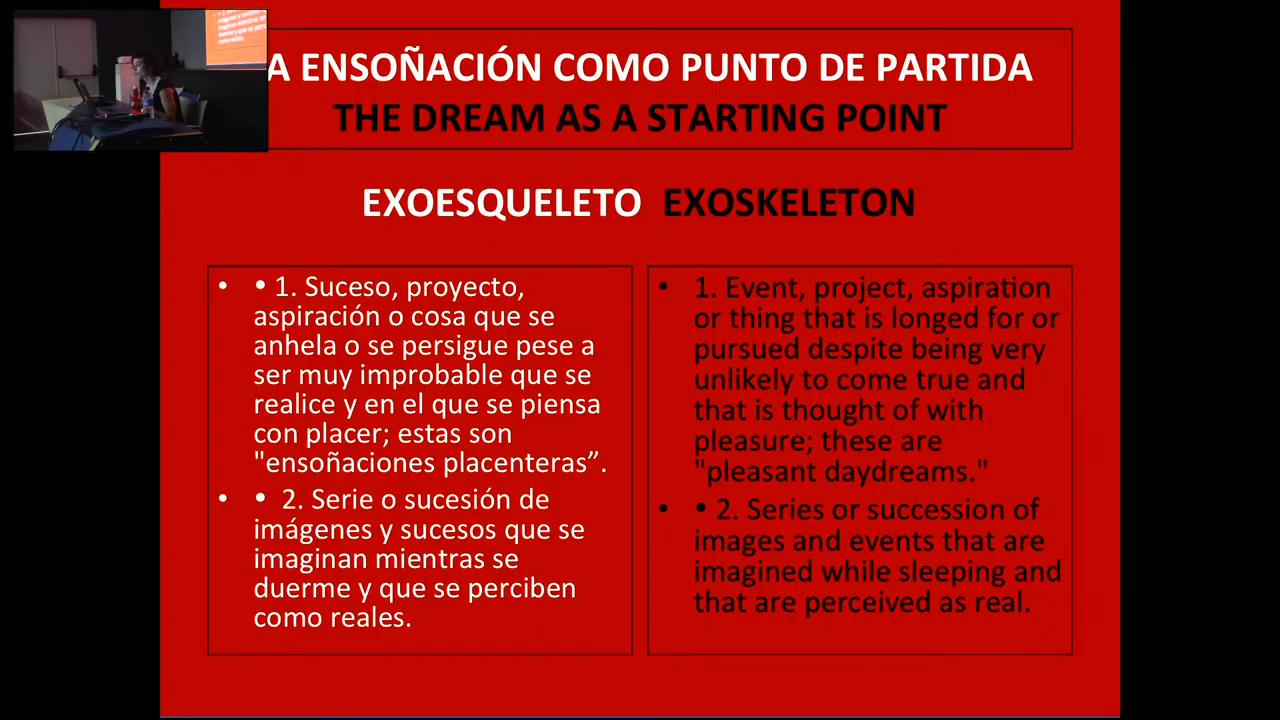 A ENSOÑACIÓN COMO PUNTO DE PARTIDA
THE DREAM AS A STARTING POINT
EXOESQUELETO EXOSKELETON
• • 1. Suceso, proyecto,
aspiración o cosa que se
anhela o se persigue pese a
ser muy improbable que se
realice y en el que se piensa
con placer; estas son
"ensoñaciones placenteras”.
• • 2. Serie o sucesión de
imágenes y sucesos que se
imaginan mientras se
duerme y que se perciben
como reales.
• 1. Event, project, aspiration
or thing that is longed for or
pursued despite being very
unlikely to come true and
that is thought of with
pleasure; these are
"pleasant daydreams."
• • 2. Series or succession of
images and events that are
imagined while sleeping and
that are perceived as real.